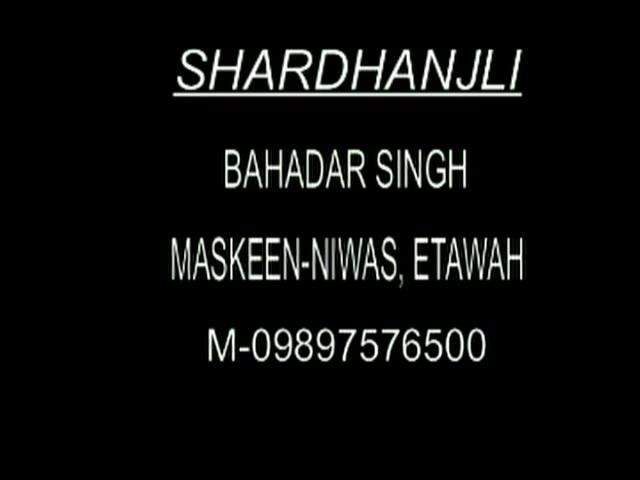 SHARDHANJLI
BAHADAR SINGH
MASKEEN-NIWAS, ETAWAH
M-09897576500